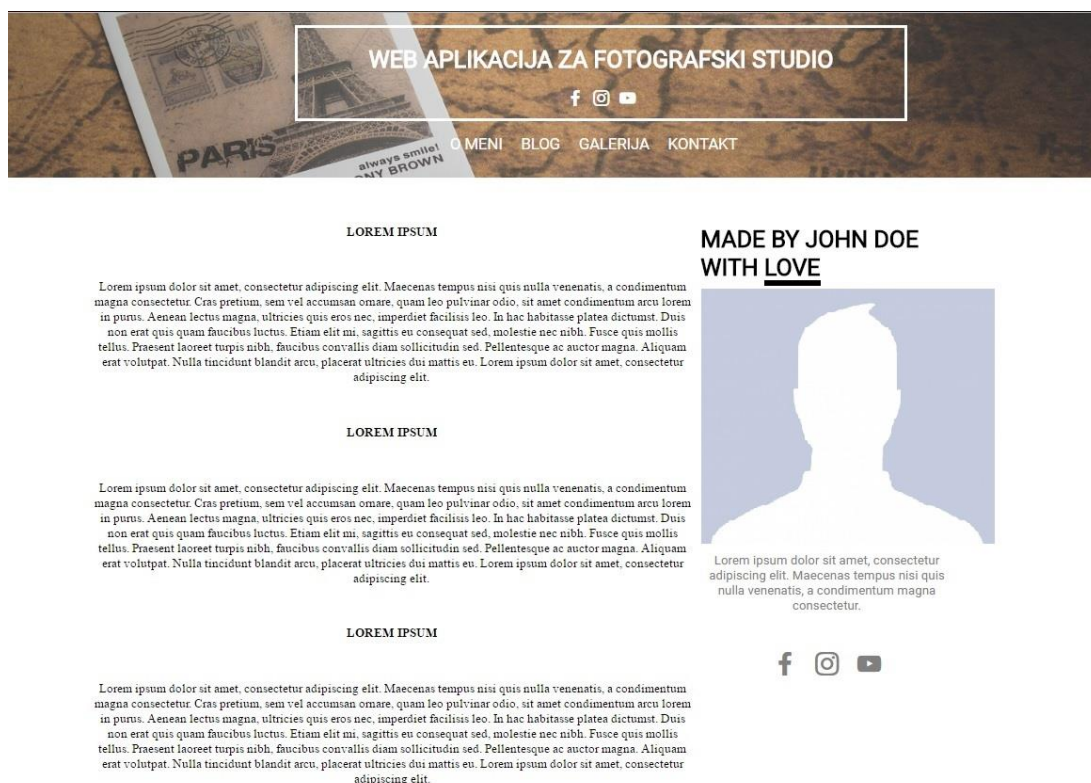 WEB APLIKACIJA ZA FOTOGRAFSKI STUDIO
O MENI BLOG GALERIJA KONTAKT
PARIS
always smile!
NY BROWN
LOREM IPSUM
Lorem ipsum dolor sit amet, consectetur adipiscing elit. Maecenas tempus nisi quis nulla venenatis, a condimentum
magna consectetur. Cras pretium, sem vel accumsan ornare, quam leo pulvinar odio, sit amet condimentum arcu lorem
in purus. Aenean lectus magna, ultricies quis eros nec, imperdiet facilisis leo. In hac habitasse platea dictumst. Duis
non erat quis quam faucibus luctus. Etiam elit mi, sagittis eu consequat sed, molestie nec nibh. Fusce quis mollis
tellus. Praesent laoreet turpis nibh, faucibus convallis diam sollicitudin sed. Pellentesque ac auctor magna. Aliquam
erat volutpat. Nulla tincidunt blandit arcu, placerat ultricies dui mattis eu. Lorem ipsum dolor sit amet, consectetur
adipiscing elit.
LOREM IPSUM
Lorem ipsum dolor sit amet, consectetur adipiscing elit. Maecenas tempus nisi quis nulla venenatis, a condimentum
magna consectetur. Cras pretium, sem vel accumsan ornare, quam leo pulvinar odio, sit amet condimentum arcu lorem
in purus. Aenean lectus magna, ultricies quis eros nec, imperdiet facilisis leo. In hac habitasse platea dictumst. Duis
non erat quis quam faucibus luctus. Etiam elit mi, sagittis eu consequat sed, molestie nec nibh. Fusce quis mollis
tellus. Praesent laoreet turpis nibh, faucibus convallis diam sollicitudin sed. Pellentesque ac auctor magna. Aliquam
erat volutpat. Nulla tincidunt blandit arcu, placerat ultricies dui mattis eu. Lorem ipsum dolor sit amet, consectetur
adipiscing elit.
LOREM IPSUM
Lorem ipsum dolor sit amet, consectetur adipiscing elit. Maecenas tempus nisi quis nulla venenatis, a condimentum
magna consectetur. Cras pretium, sem vel accumsan ornare, quam leo pulvinar odio, sit amet condimentum arcu lorem
in purus. Aenean lectus magna, ultricies quis eros nec, imperdiet facilisis leo. In hac habitasse platea dictumst. Duis
non erat quis quam faucibus luctus. Etiam elit mi, sagittis eu consequat sed, molestie nec nibh. Fusce quis mollis
tellus. Praesent laoreet turpis nibh, faucibus convallis diam sollicitudin sed. Pellentesque ac auctor magna. Aliquam
erat volutpat. Nulla tincidunt blandit arcu, placerat ultricies dui mattis eu. Lorem ipsum dolor sit amet, consectetur
adipiscing elit.
MADE BY JOHN DOE
WITH LOVE
Lorem ipsum dolor sit amet, consectetur
adipiscing elit. Maecenas tempus nisi quis
nulla venenatis, a condimentum magna
consectetur.